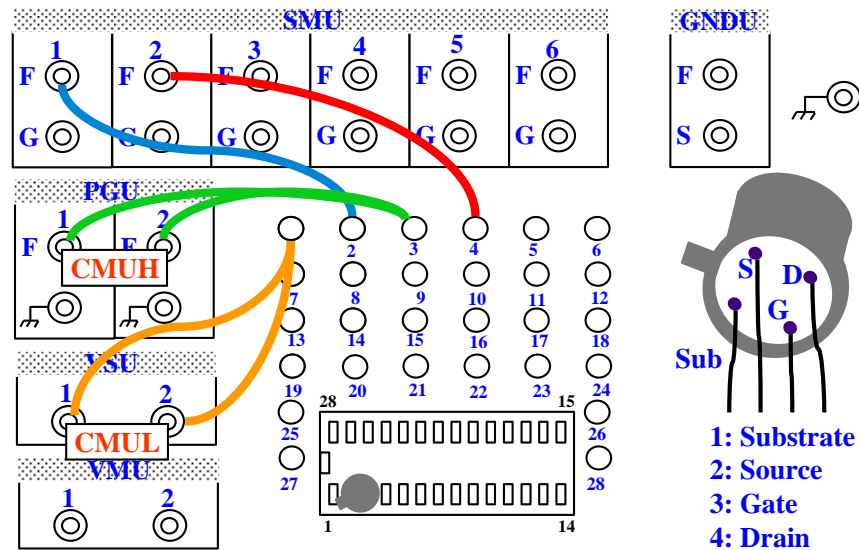 SMU
GNDU
1 2 3 4 5 6
F F F F F F F
G G G G G G S
PGU
1 2
F F
CMUH
2 3 4 5 6
7 8 9 10 11 12
13 14 15 16 17 18
19 20 21 22 23 24
25 26
27 28
VSU
1 2
CMUL
VMU
1 2
28 15
1 14
S
D
G
Sub
1: Substrate
2: Source
3: Gate
4: Drain